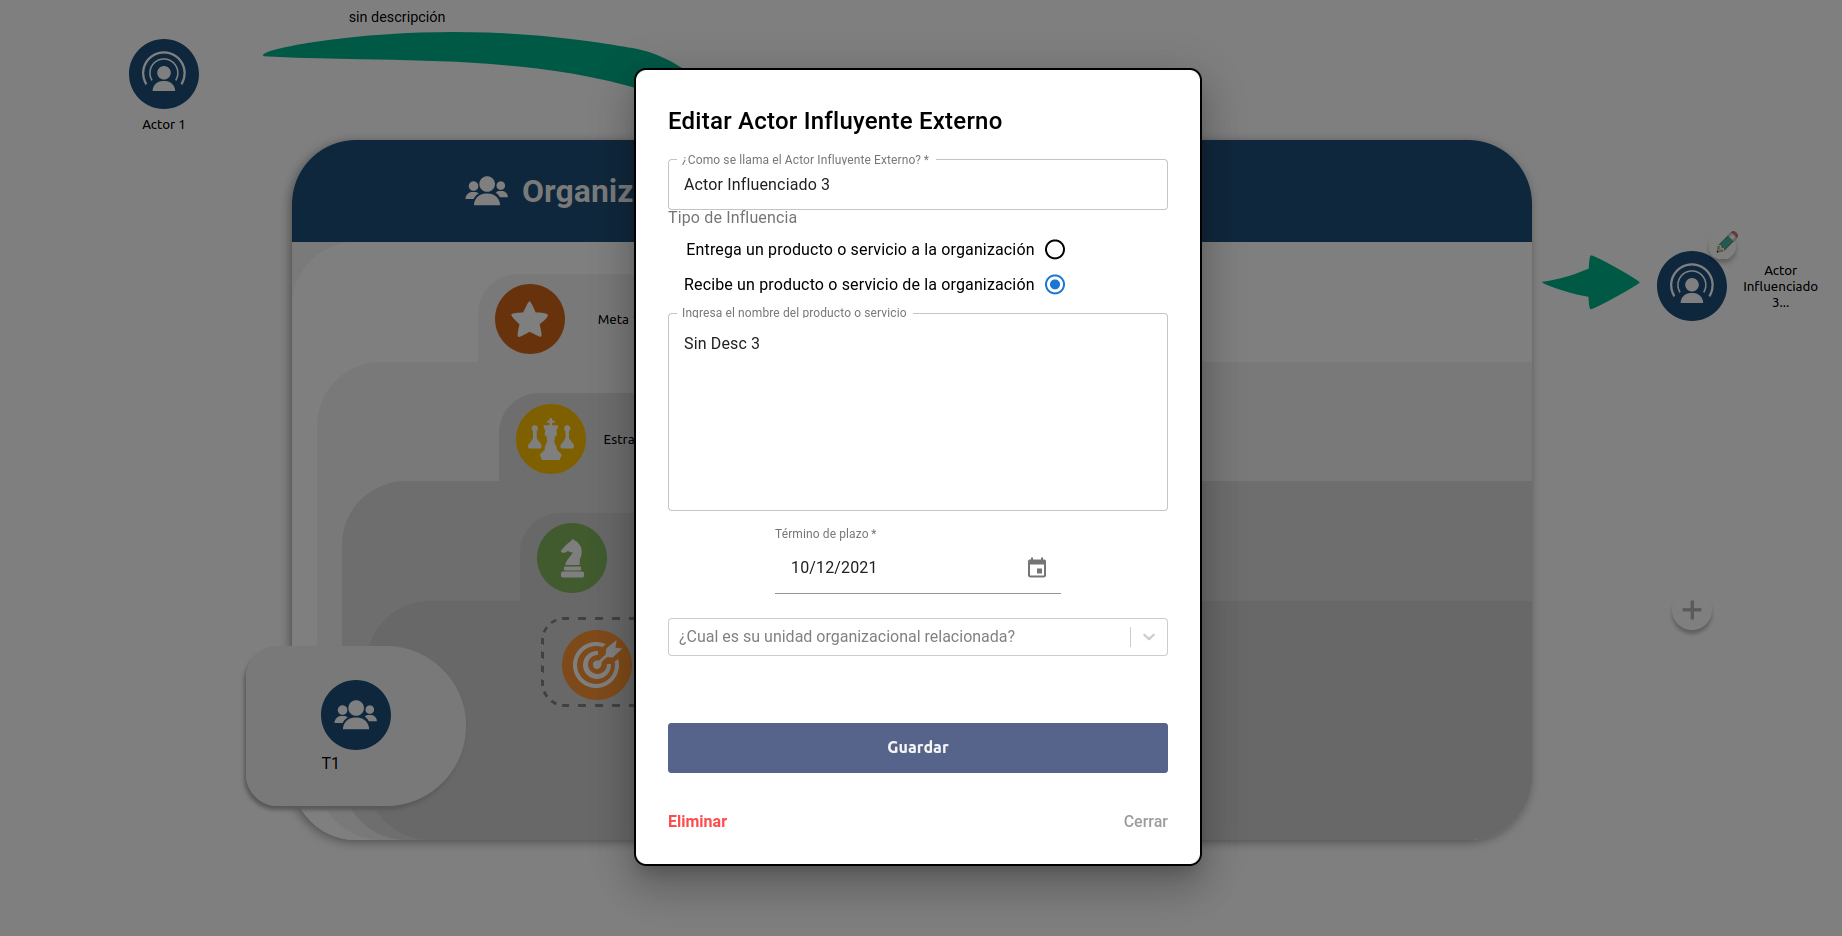 sin descripción
Actor 1
Organiz
Meta
Estra
T1
Editar Actor Influyente Externo
¿Como se llama el Actor Influyente Externo? *
Actor Influenciado 3
Tipo de Influencia
Entrega un producto o servicio a la organización
Recibe un producto o servicio de la organización
Ingresa el nombre del producto o servicio
Sin Desc 3
Término de plazo *
10/12/2021
¿Cual es su unidad organizacional relacionada?
Guardar
Eliminar
Cerrar
Actor
Influenciado
3...